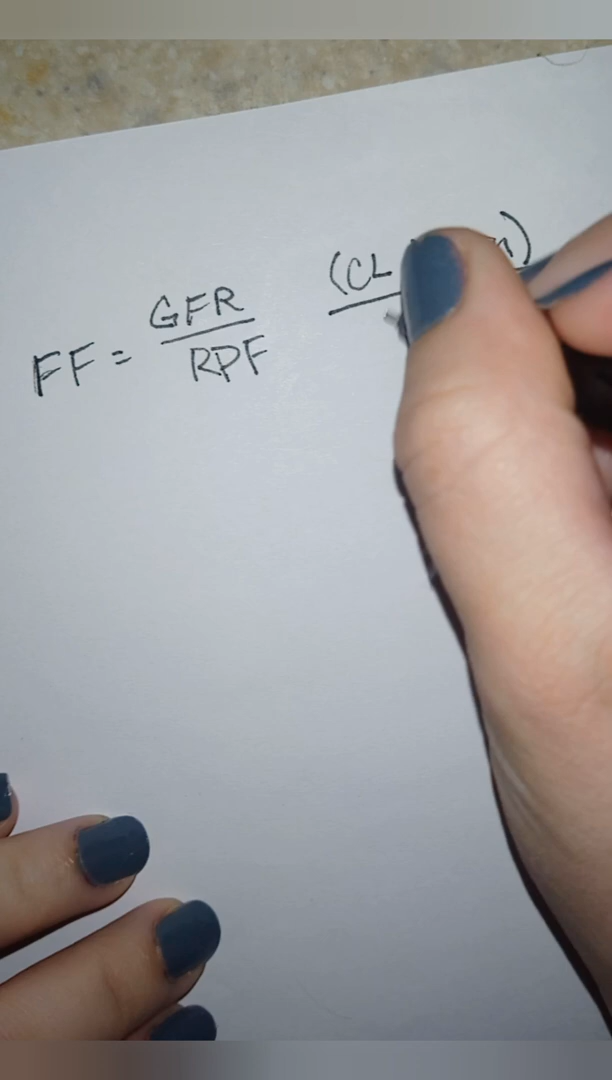 FF = GFR / RPF (CL